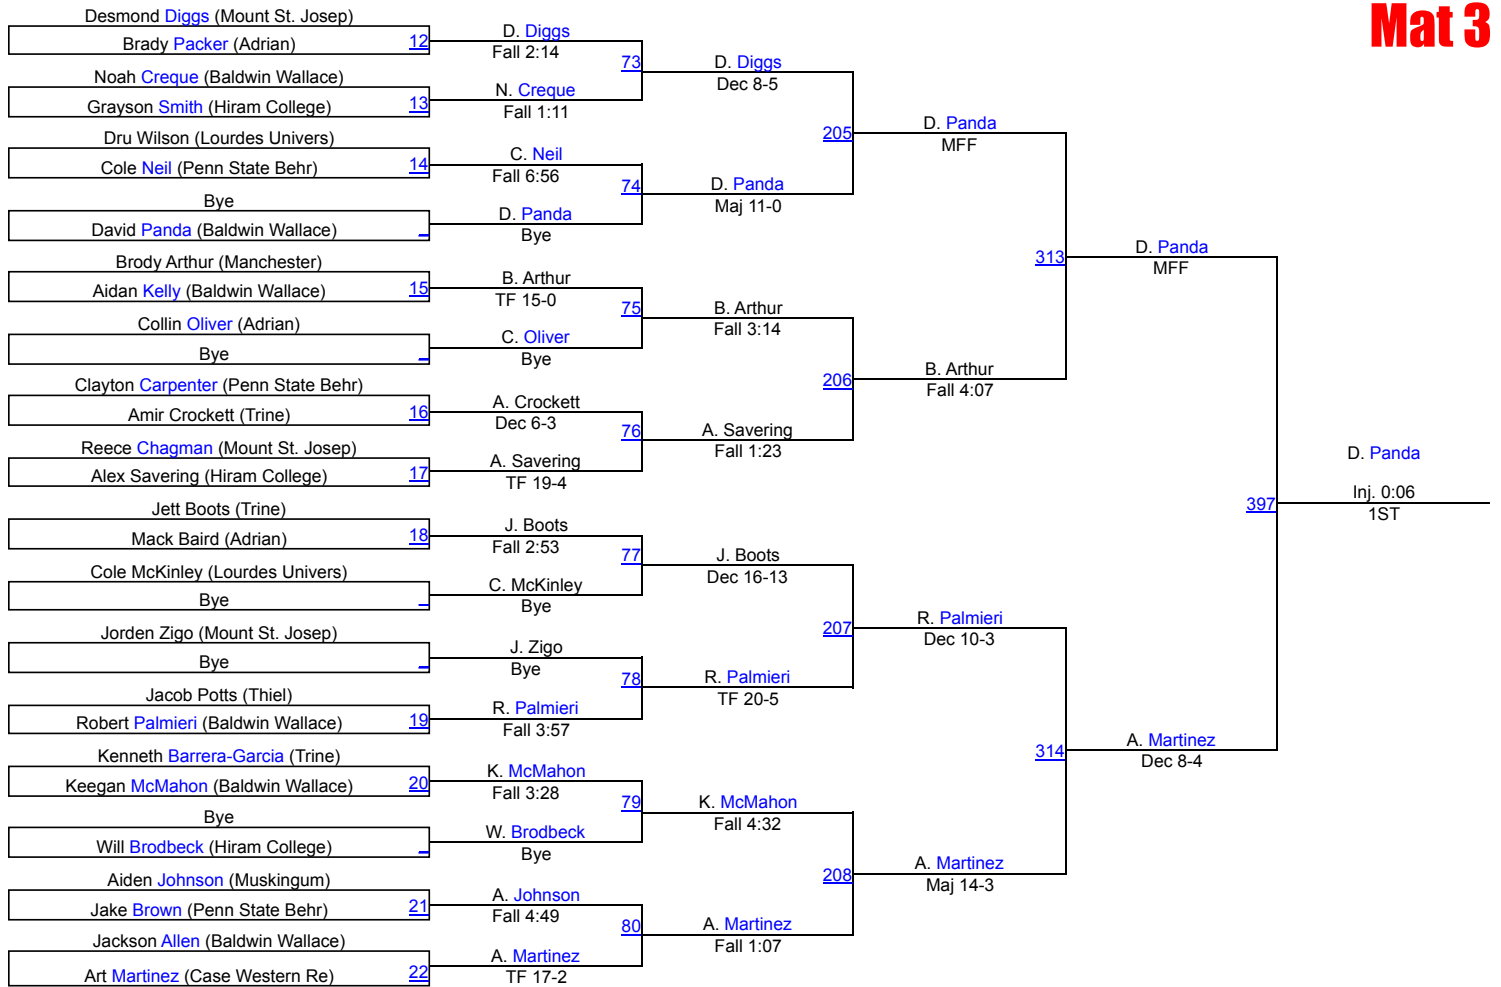 Mat 3
Desmond Diggs (Mount St. Josep)
Brady Packer (Adrian)
12
Noah Creque (Baldwin Wallace)
Grayson Smith (Hiram College)
13
Dru Wilson (Lourdes Univers)
Cole Neil (Penn State Behr)
14
Bye
David Panda (Baldwin Wallace)
Brody Arthur (Manchester)
Aidan Kelly (Baldwin Wallace)
15
Collin Oliver (Adrian)
Bye
Clayton Carpenter (Penn State Behr)
Amir Crockett (Trine)
16
Reece Chagman (Mount St. Josep)
Alex Savering (Hiram College)
17
Jett Boots (Trine)
Mack Baird (Adrian)
18
Cole McKinley (Lourdes Univers)
Bye
Jorden Zigo (Mount St. Josep)
Bye
Jacob Potts (Thiel)
Robert Palmieri (Baldwin Wallace)
19
Kenneth Barrera-Garcia (Trine)
Keegan McMahon (Baldwin Wallace)
20
Bye
Will Brodbeck (Hiram College)
Aiden Johnson (Muskingum)
Jake Brown (Penn State Behr)
21
Jackson Allen (Baldwin Wallace)
Art Martinez (Case Western Re)
22
D. Diggs
Fall 2:14
73
N. Creque
Fall 1:11
C. Neil
Fall 6:56
74
D. Panda
Bye
B. Arthur
TF 15-0
75
C. Oliver
Bye
A. Crockett
Dec 6-3
76
A. Savering
TF 19-4
J. Boots
Fall 2:53
77
C. McKinley
Bye
J. Zigo
Bye
78
R. Palmieri
Fall 3:57
K. McMahon
Fall 3:28
79
W. Brodbeck
Bye
A. Johnson
Fall 4:49
80
A. Martinez
TF 17-2
D. Diggs
Dec 8-5
205
D. Panda
Maj 11-0
B. Arthur
Fall 3:14
206
A. Savering
Fall 1:23
J. Boots
Dec 16-13
207
R. Palmieri
TF 20-5
K. McMahon
Fall 4:32
208
A. Martinez
Fall 1:07
D. Panda
MFF
313
B. Arthur
Fall 4:07
R. Palmieri
Dec 10-3
314
A. Martinez
Maj 14-3
D. Panda
MFF
397
A. Martinez
Dec 8-4
D. Panda
Inj. 0:06
1ST